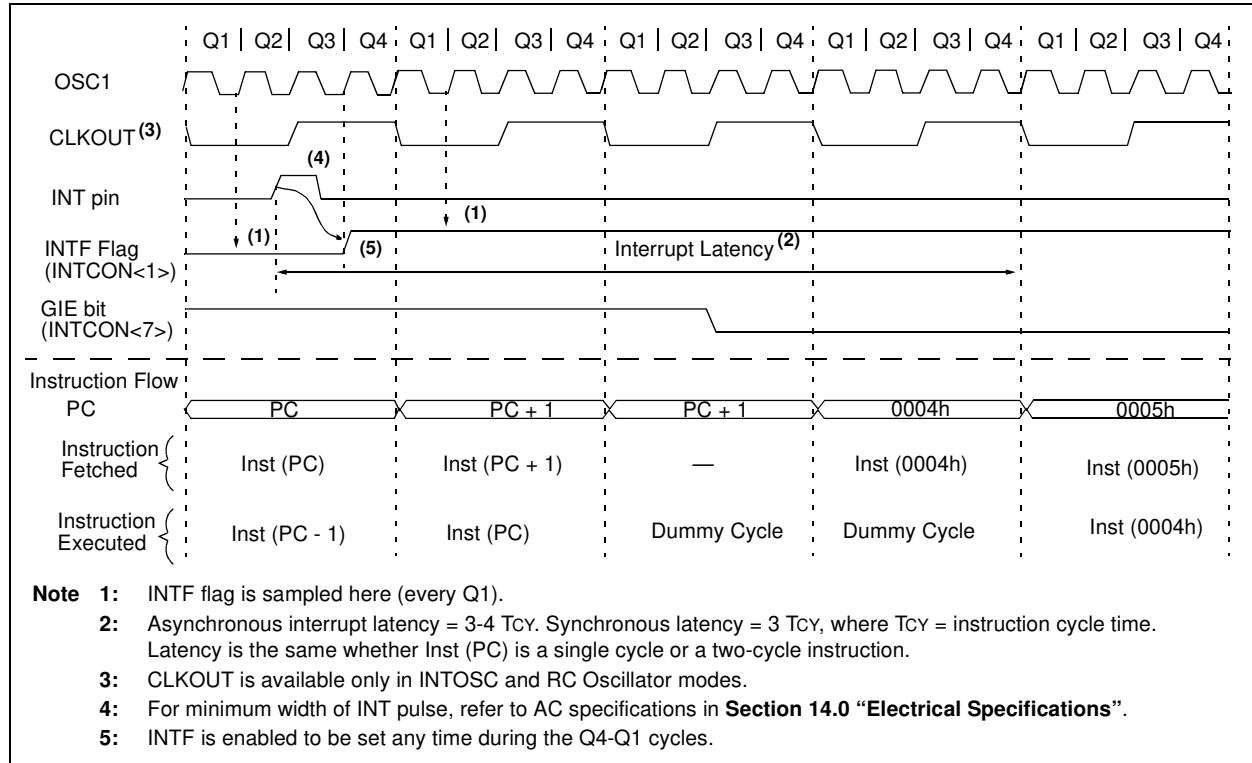 Q1 | Q2 | Q3 | Q4 Q1 | Q2 | Q3 | Q4 Q1 | Q2 | Q3 | Q4 Q1 | Q2 | Q3 | Q4 Q1 | Q2 | Q3 | Q4
OSC1
CLKOUT(3)
(4)
INT pin
(1)
(1)
(5)
INTF Flag
(INTCON<1>)
Interrupt Latency(2)
GIE bit
(INTCON<7>)
Instruction Flow
PC PC PC + 1 PC + 1 0004h 0005h
Instruction
Fetched
Inst (PC) Inst (PC + 1) — Inst (0004h) Inst (0005h)
Instruction
Executed
Inst (PC - 1) Inst (PC) Dummy Cycle Dummy Cycle Inst (0004h)
Note 1: INTF flag is sampled here (every Q1).
2: Asynchronous interrupt latency = 3-4 TCY. Synchronous latency = 3 TCY, where TCY = instruction cycle time.
Latency is the same whether Inst (PC) is a single cycle or a two-cycle instruction.
3: CLKOUT is available only in INTOSC and RC Oscillator modes.
4: For minimum width of INT pulse, refer to AC specifications in Section 14.0 “Electrical Specifications”.
5: INTF is enabled to be set any time during the Q4-Q1 cycles.